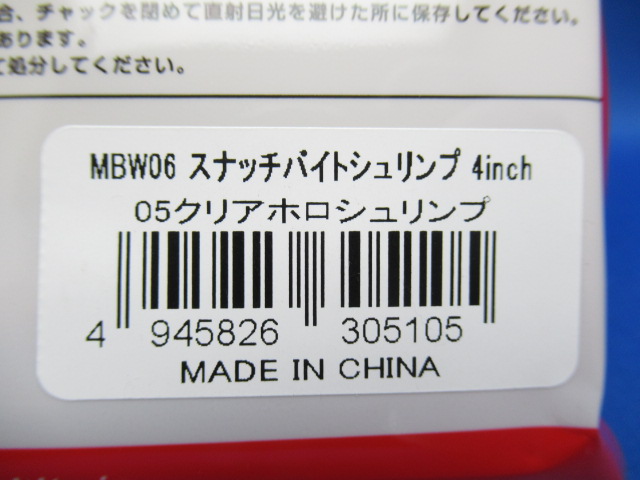 合、チャックを閉めて直射日光を避けた所に保存してください。
あります。
処分してください。
MBW06 スナッチバイトシュリンプ 4inch
05クリアホロシュリンプ
4 945826 305105
MADE IN CHINA